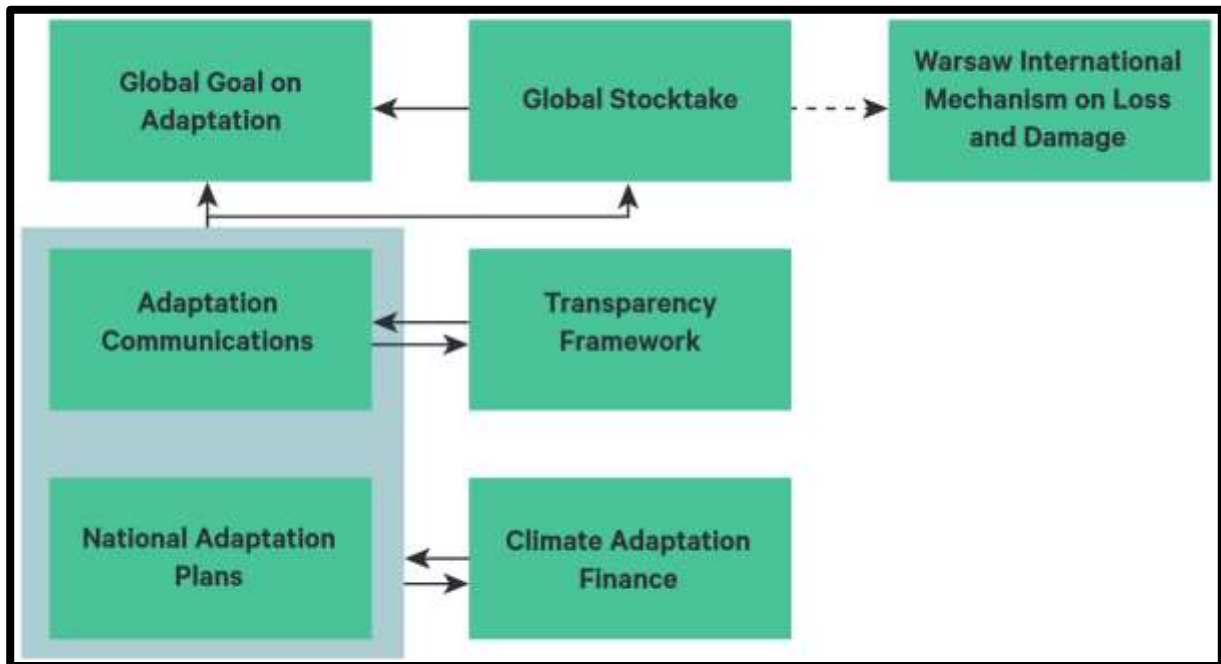 Global Goal on
Adaptation
Global Stocktake
Warsaw International
Mechanism on Loss
and Damage
Adaptation
Communications
Transparency
Framework
National Adaptation
Plans
Climate Adaptation
Finance